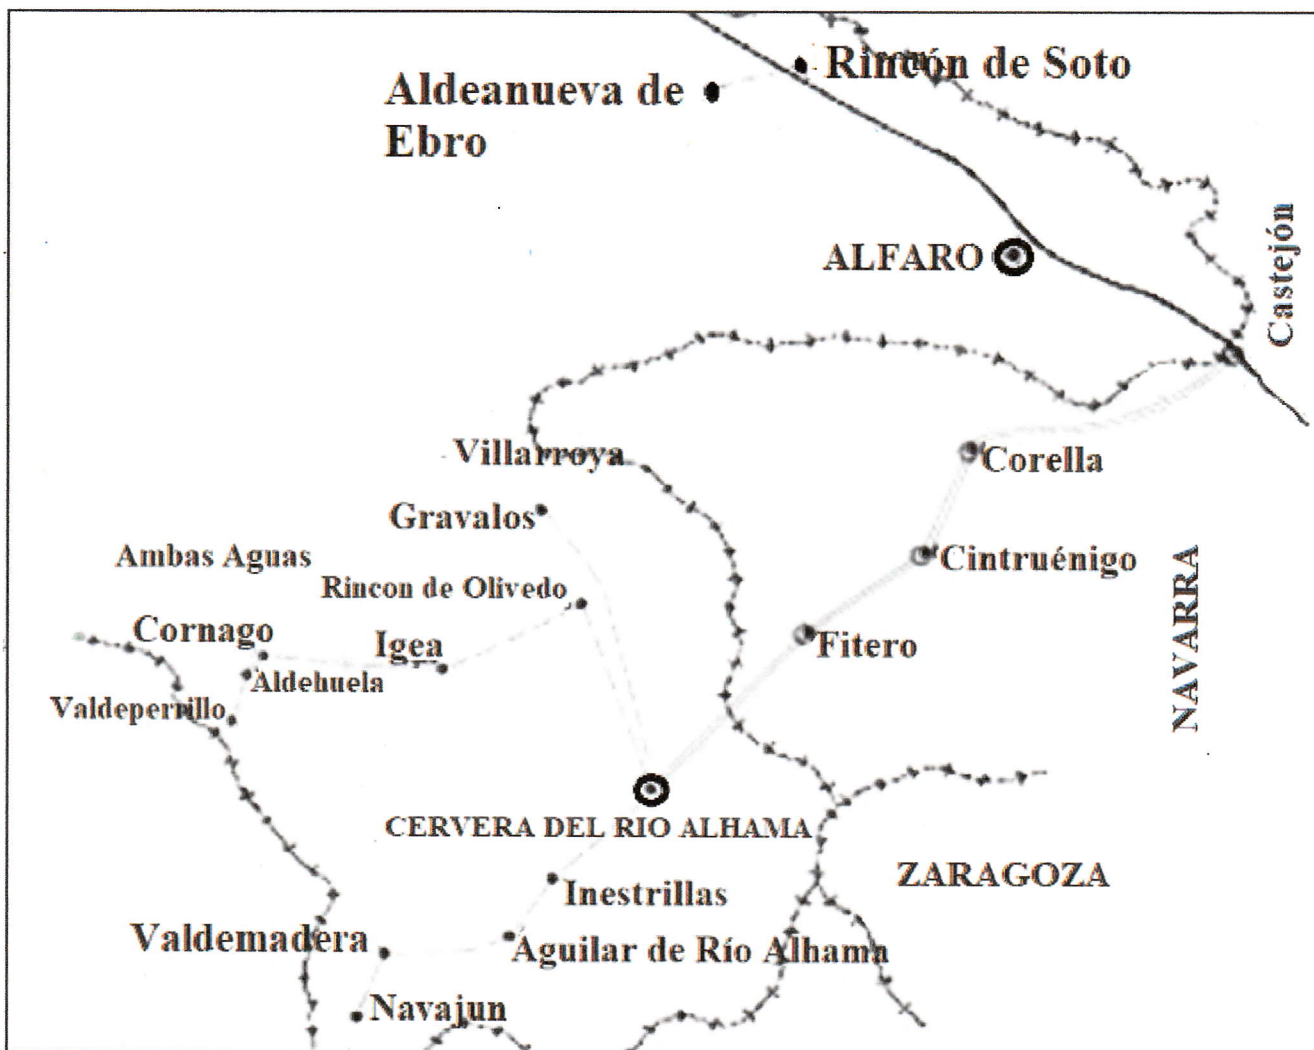 Rincón de Soto
Aldeanueva de
Ebro
Castejón
ALFARO
Villarroya
Corella
Gravalos
Ambas Aguas
Cintruénigo
Rincon de Olivedo
Cornago
Igea
Fitero
NAVARRA
Aldehuela
Valdeperrillo
CERVERA DEL RIO ALHAMA
ZARAGOZA
Inestrillas
Valdemadera
Aguilar de Río Alhama
Navajun